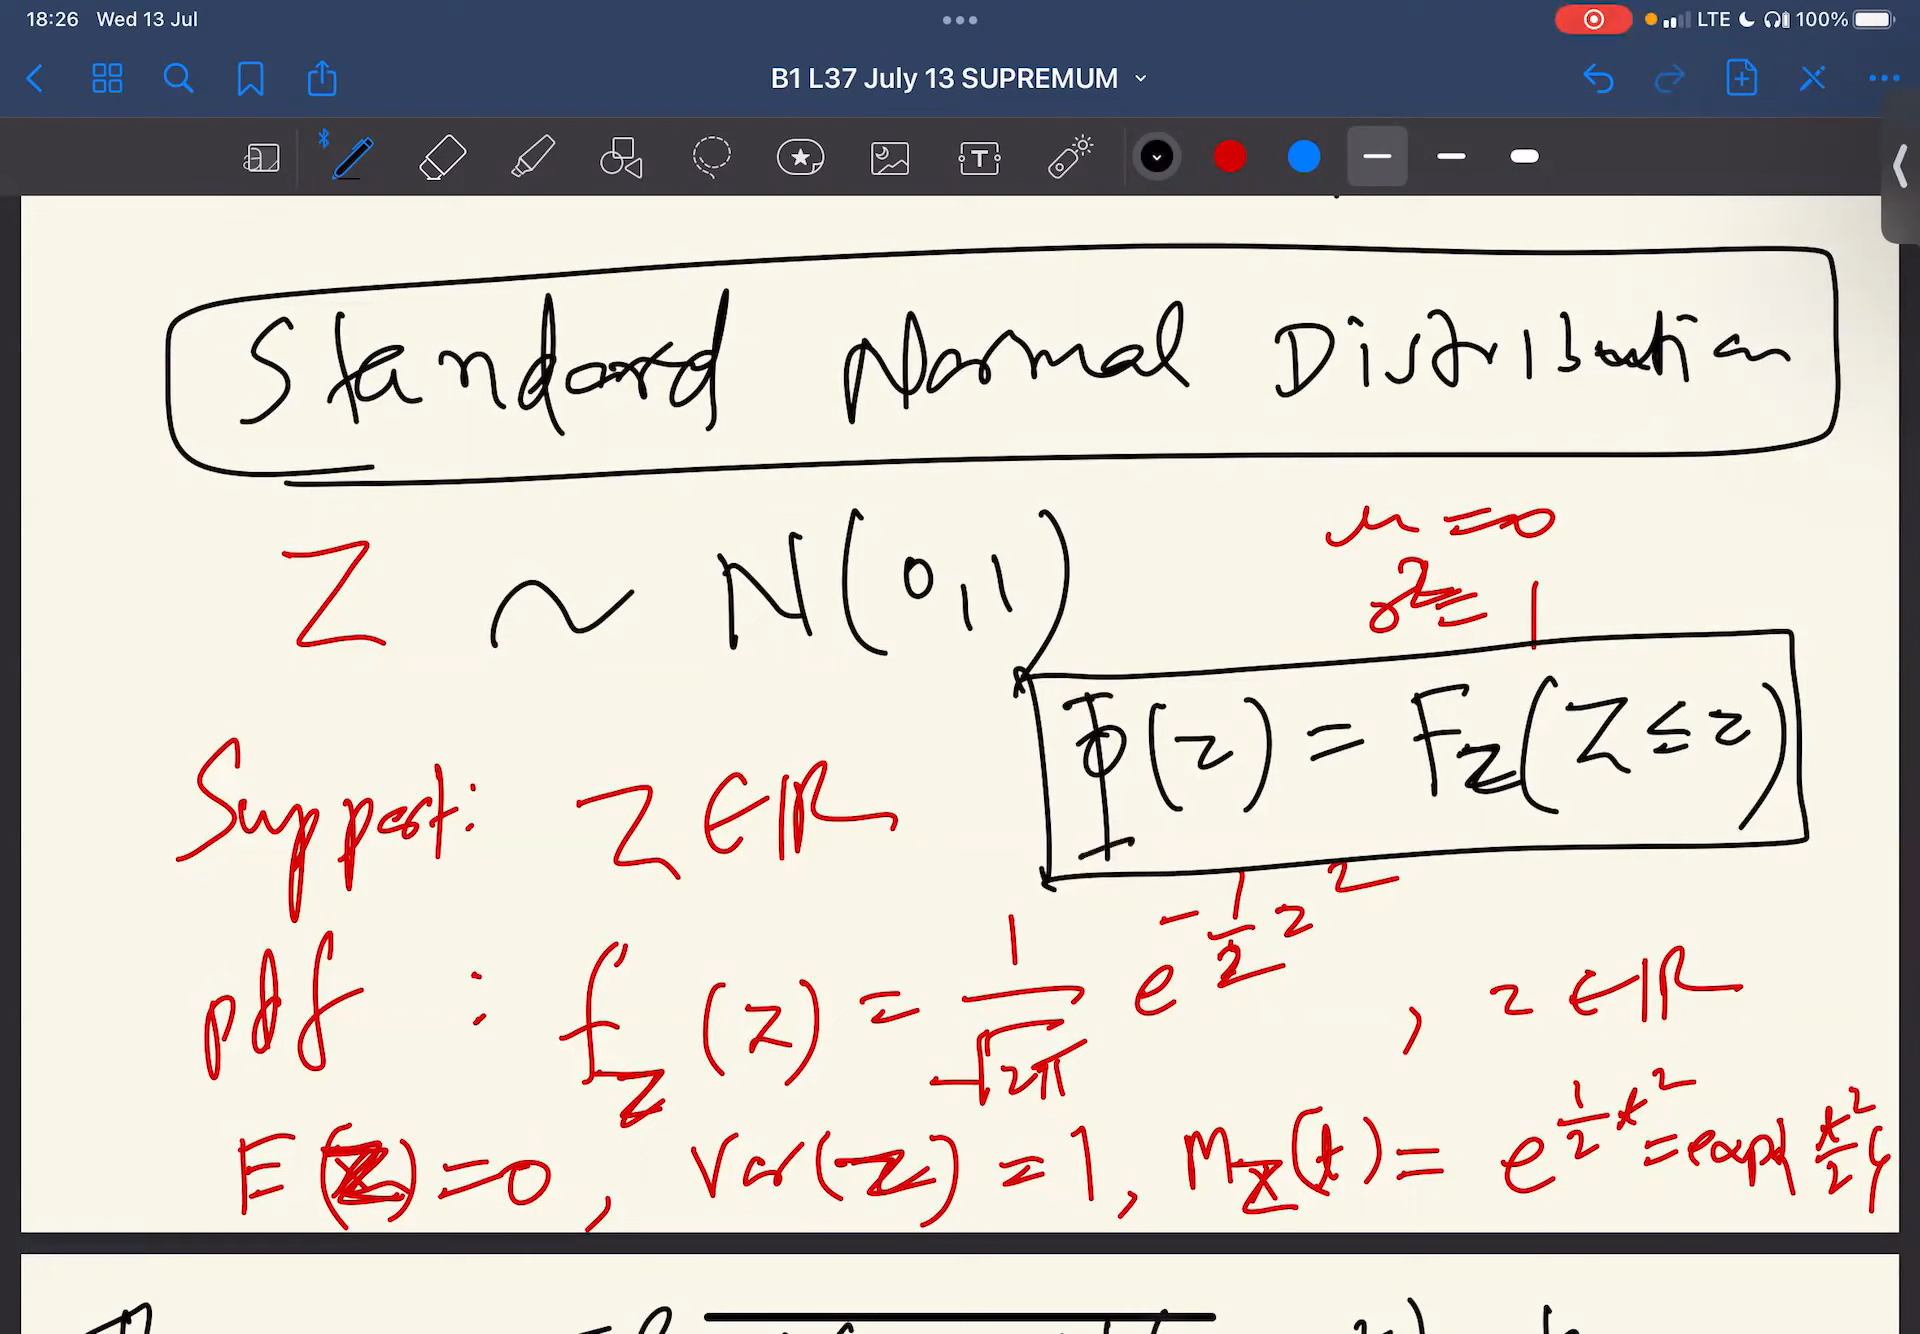 18:26 Wed 13 Jul
LTE 100%
B1 L37 July 13 SUPREMUM
T
Standard Normal Distribution
Z ~ N(0,1)
μ = 0
σ² = 1
Φ(z) = F_Z(Z ≤ z)
Support: Z ∈ ℝ
pdf : f_Z(z) = 1/√2π e^{-1/2 z²}, z ∈ ℝ
E(Z) = 0, Var(Z) = 1, M_Z(t) = e^{1/2 t²} = exp{t²/2}